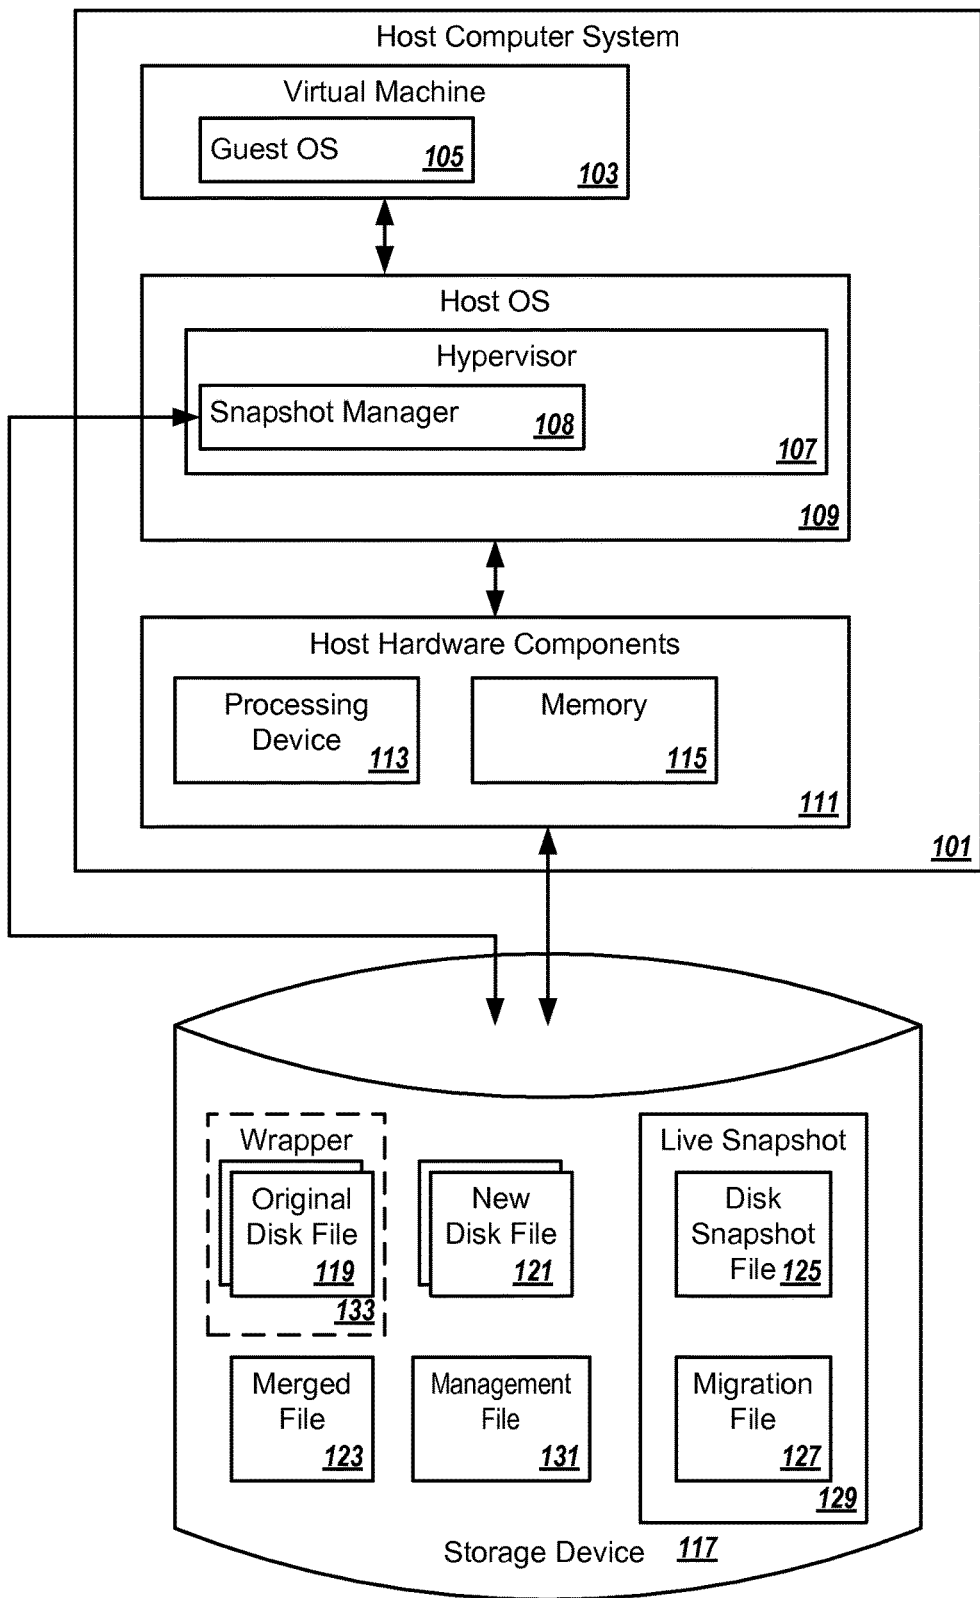 Host Computer System
Virtual Machine
Guest OS 105
103
Host OS
Hypervisor
Snapshot Manager 108
107
109
Host Hardware Components
Processing
Device 113
Memory
115
111
101
Wrapper
Original
Disk File
119
133
New
Disk File
121
Live Snapshot
Disk
Snapshot
File 125
Merged
File
123
Management
File
131
Migration
File
127
129
Storage Device 117